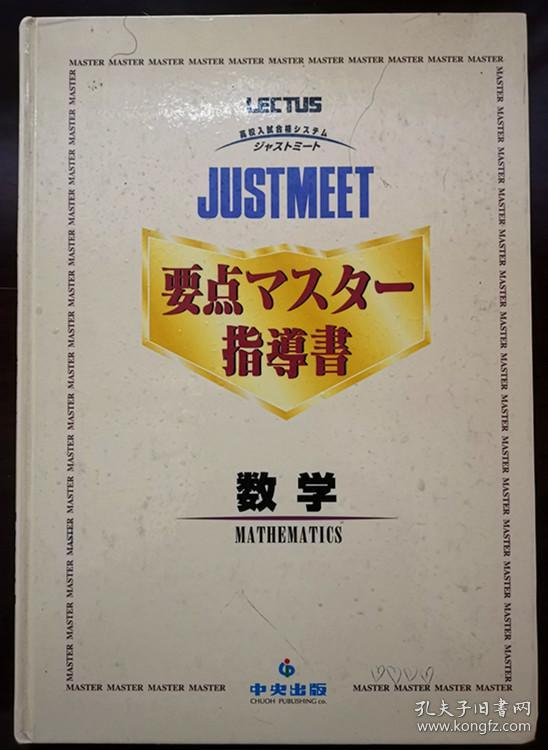 MASTER MASTER MASTER MASTER MASTER MASTER MASTER MASTER MASTER MASTER MASTER
LECTUS
高校入試合格システム
ジャストミート
JUSTMEET
要点マスター
指導書
数学
MATHEMATICS
中央出版
CHUOH PUBLISHING co.
MASTER MASTER MASTER MASTER
MASTER MASTER MASTER MASTER
孔夫子旧书网
www.kongfz.com